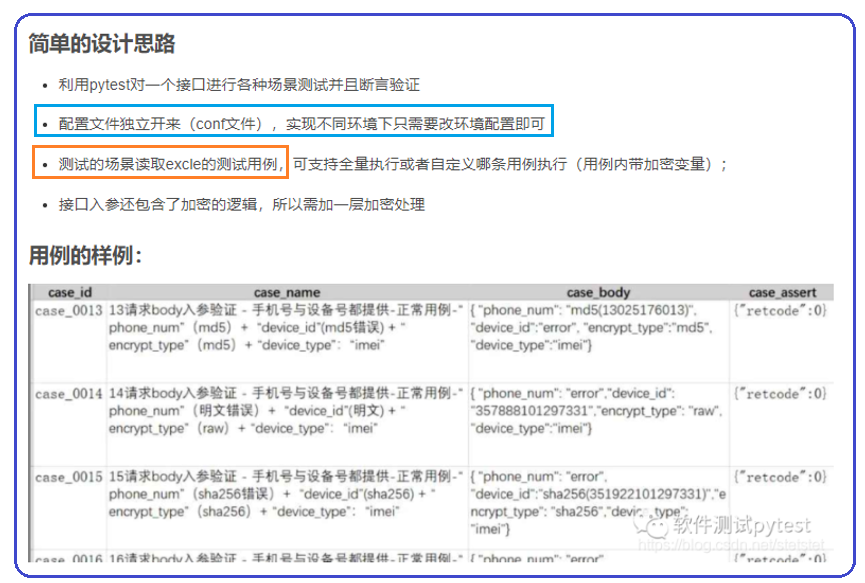 简单的设计思路
利用pytest对一个接口进行各种场景测试并且断言验证
配置文件独立开来（conf文），实现不同环境下只需要改环境配置即可
测试的场景读取excle的测试用例，可支持全量执行或者自定义哪条用例执行（用例内带加密变量）；
接口入参还包含了加密的逻辑，所以需加一层加密处理
用例的样例：
case_id case_name case_body case_assert
case_0013 13请求body入参验证 - 手机号与设备号都提供-正常用例-“ { "phone_num": "md5(13025176013)", {"retcode":0}
phone_num”（md5）+ “device_id”(md5错误) + “ "device_id":"error", "encrypt_type":"md5",
encrypt_type”（md5）+ “device_type”： “imei” "device_type":"imei"}
case_0014 14请求body入参验证 - 手机号与设备号都提供-正常用例-“ { "phone_num": "error","device_id": {"retcode":0}
phone_num”（明文错误）+ “device_id”(明文) + “ "357888101297331","encrypt_type": "raw",
encrypt_type”（raw）+ “device_type”： “imei” "device_type":"imei"}
case_0015 15请求body入参验证 - 手机号与设备号都提供-正常用例-“ { "phone_num": "error", {"retcode":0}
phone_num”（sha256错误）+ “device_id”(sha256) + “ "device_id":"sha256(351922101297331)","e
encrypt_type”（sha256）+ “device_type”： “imei” ncrypt_type": "sha256","device_type":
"imei"}
软件测试pytest
case_0016 16请求body入参验证 - 手机号与设备号都提供-正常用例-“ { "phone_num": "error", {"retcode":0}